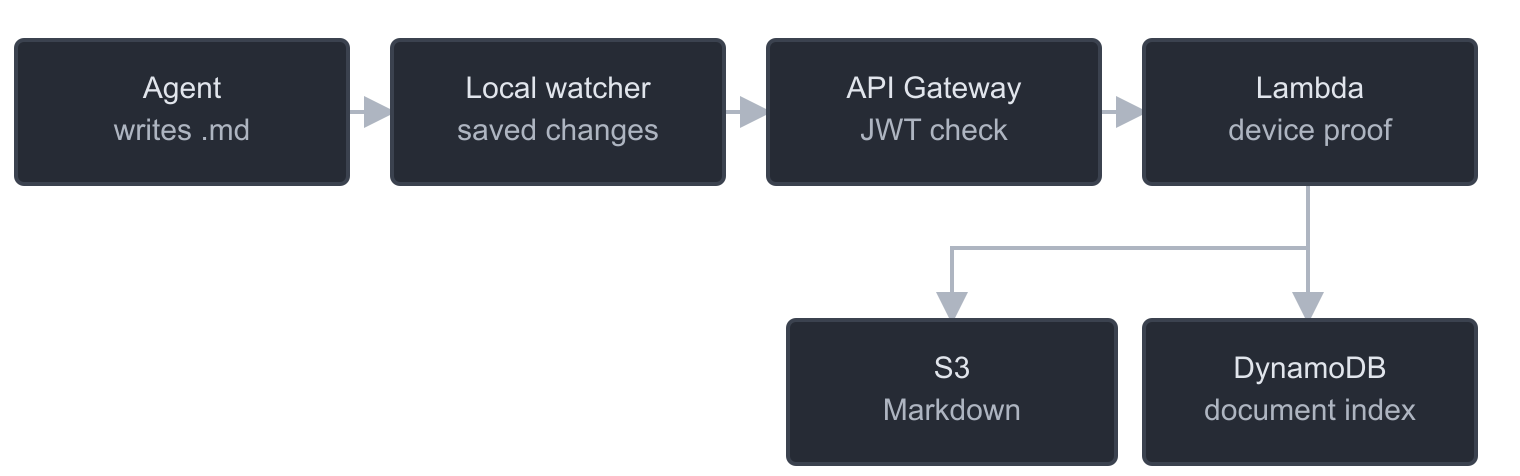 Agent
writes .md
Local watcher
saved changes
API Gateway
JWT check
Lambda
device proof
S3
Markdown
DynamoDB
document index